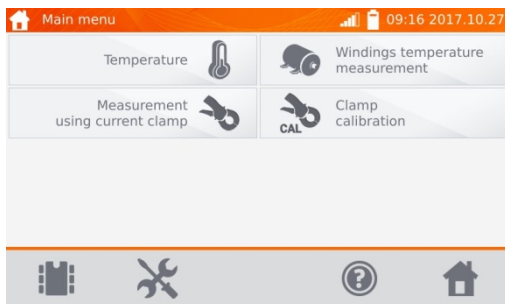 Main menu
09:16 2017.10.27
Temperature
Windings temperature
measurement
Measurement
using current clamp
CAL
Clamp
calibration
?